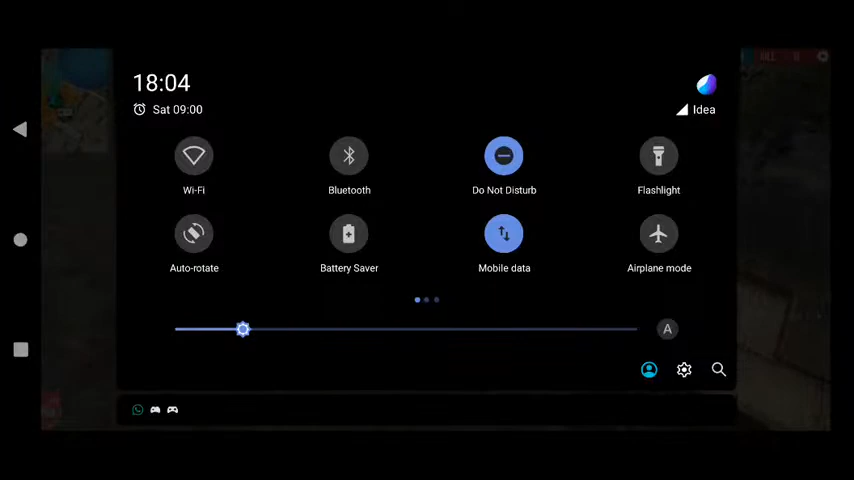 18:04
Sat 09:00
Idea
Wi-Fi
Bluetooth
Do Not Disturb
Flashlight
Auto-rotate
Battery Saver
Mobile data
Airplane mode
A